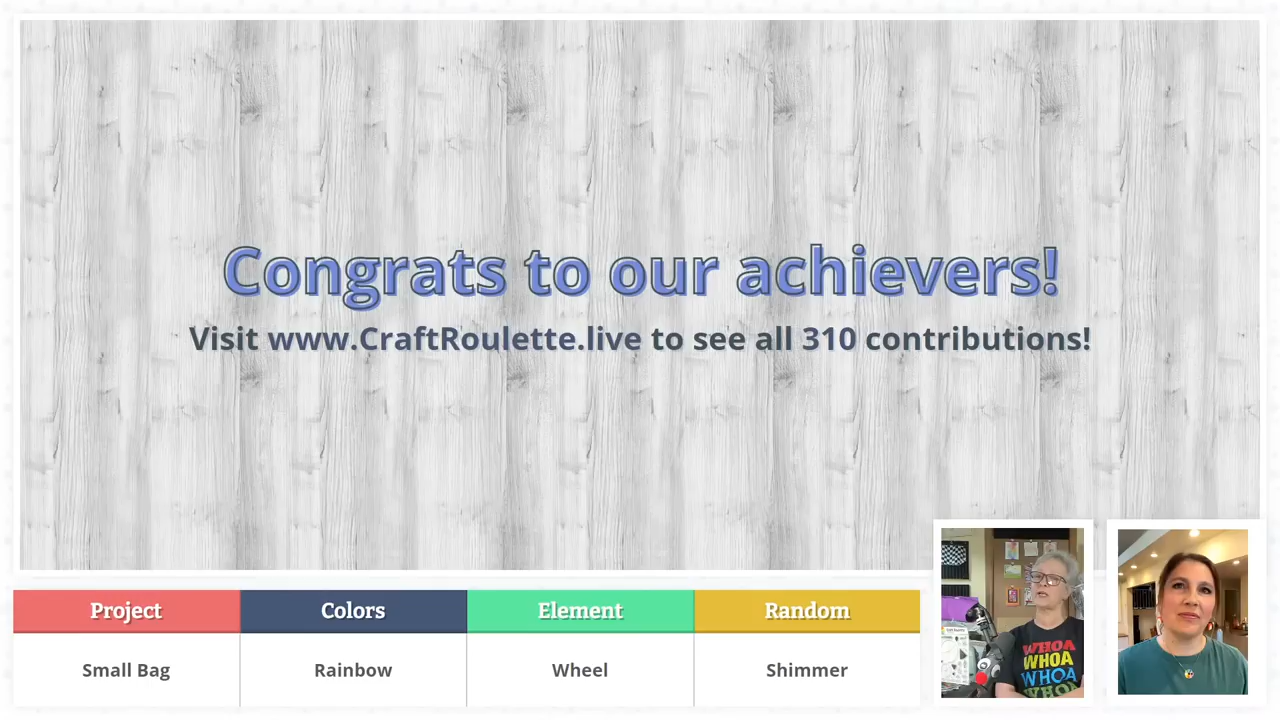 Congrats to our achievers!
Visit www.CraftRoulette.live to see all 310 contributions!
Project
Colors
Element
Random
Small Bag
Rainbow
Wheel
Shimmer
WHOA
WHOA
WHOA
WHOA